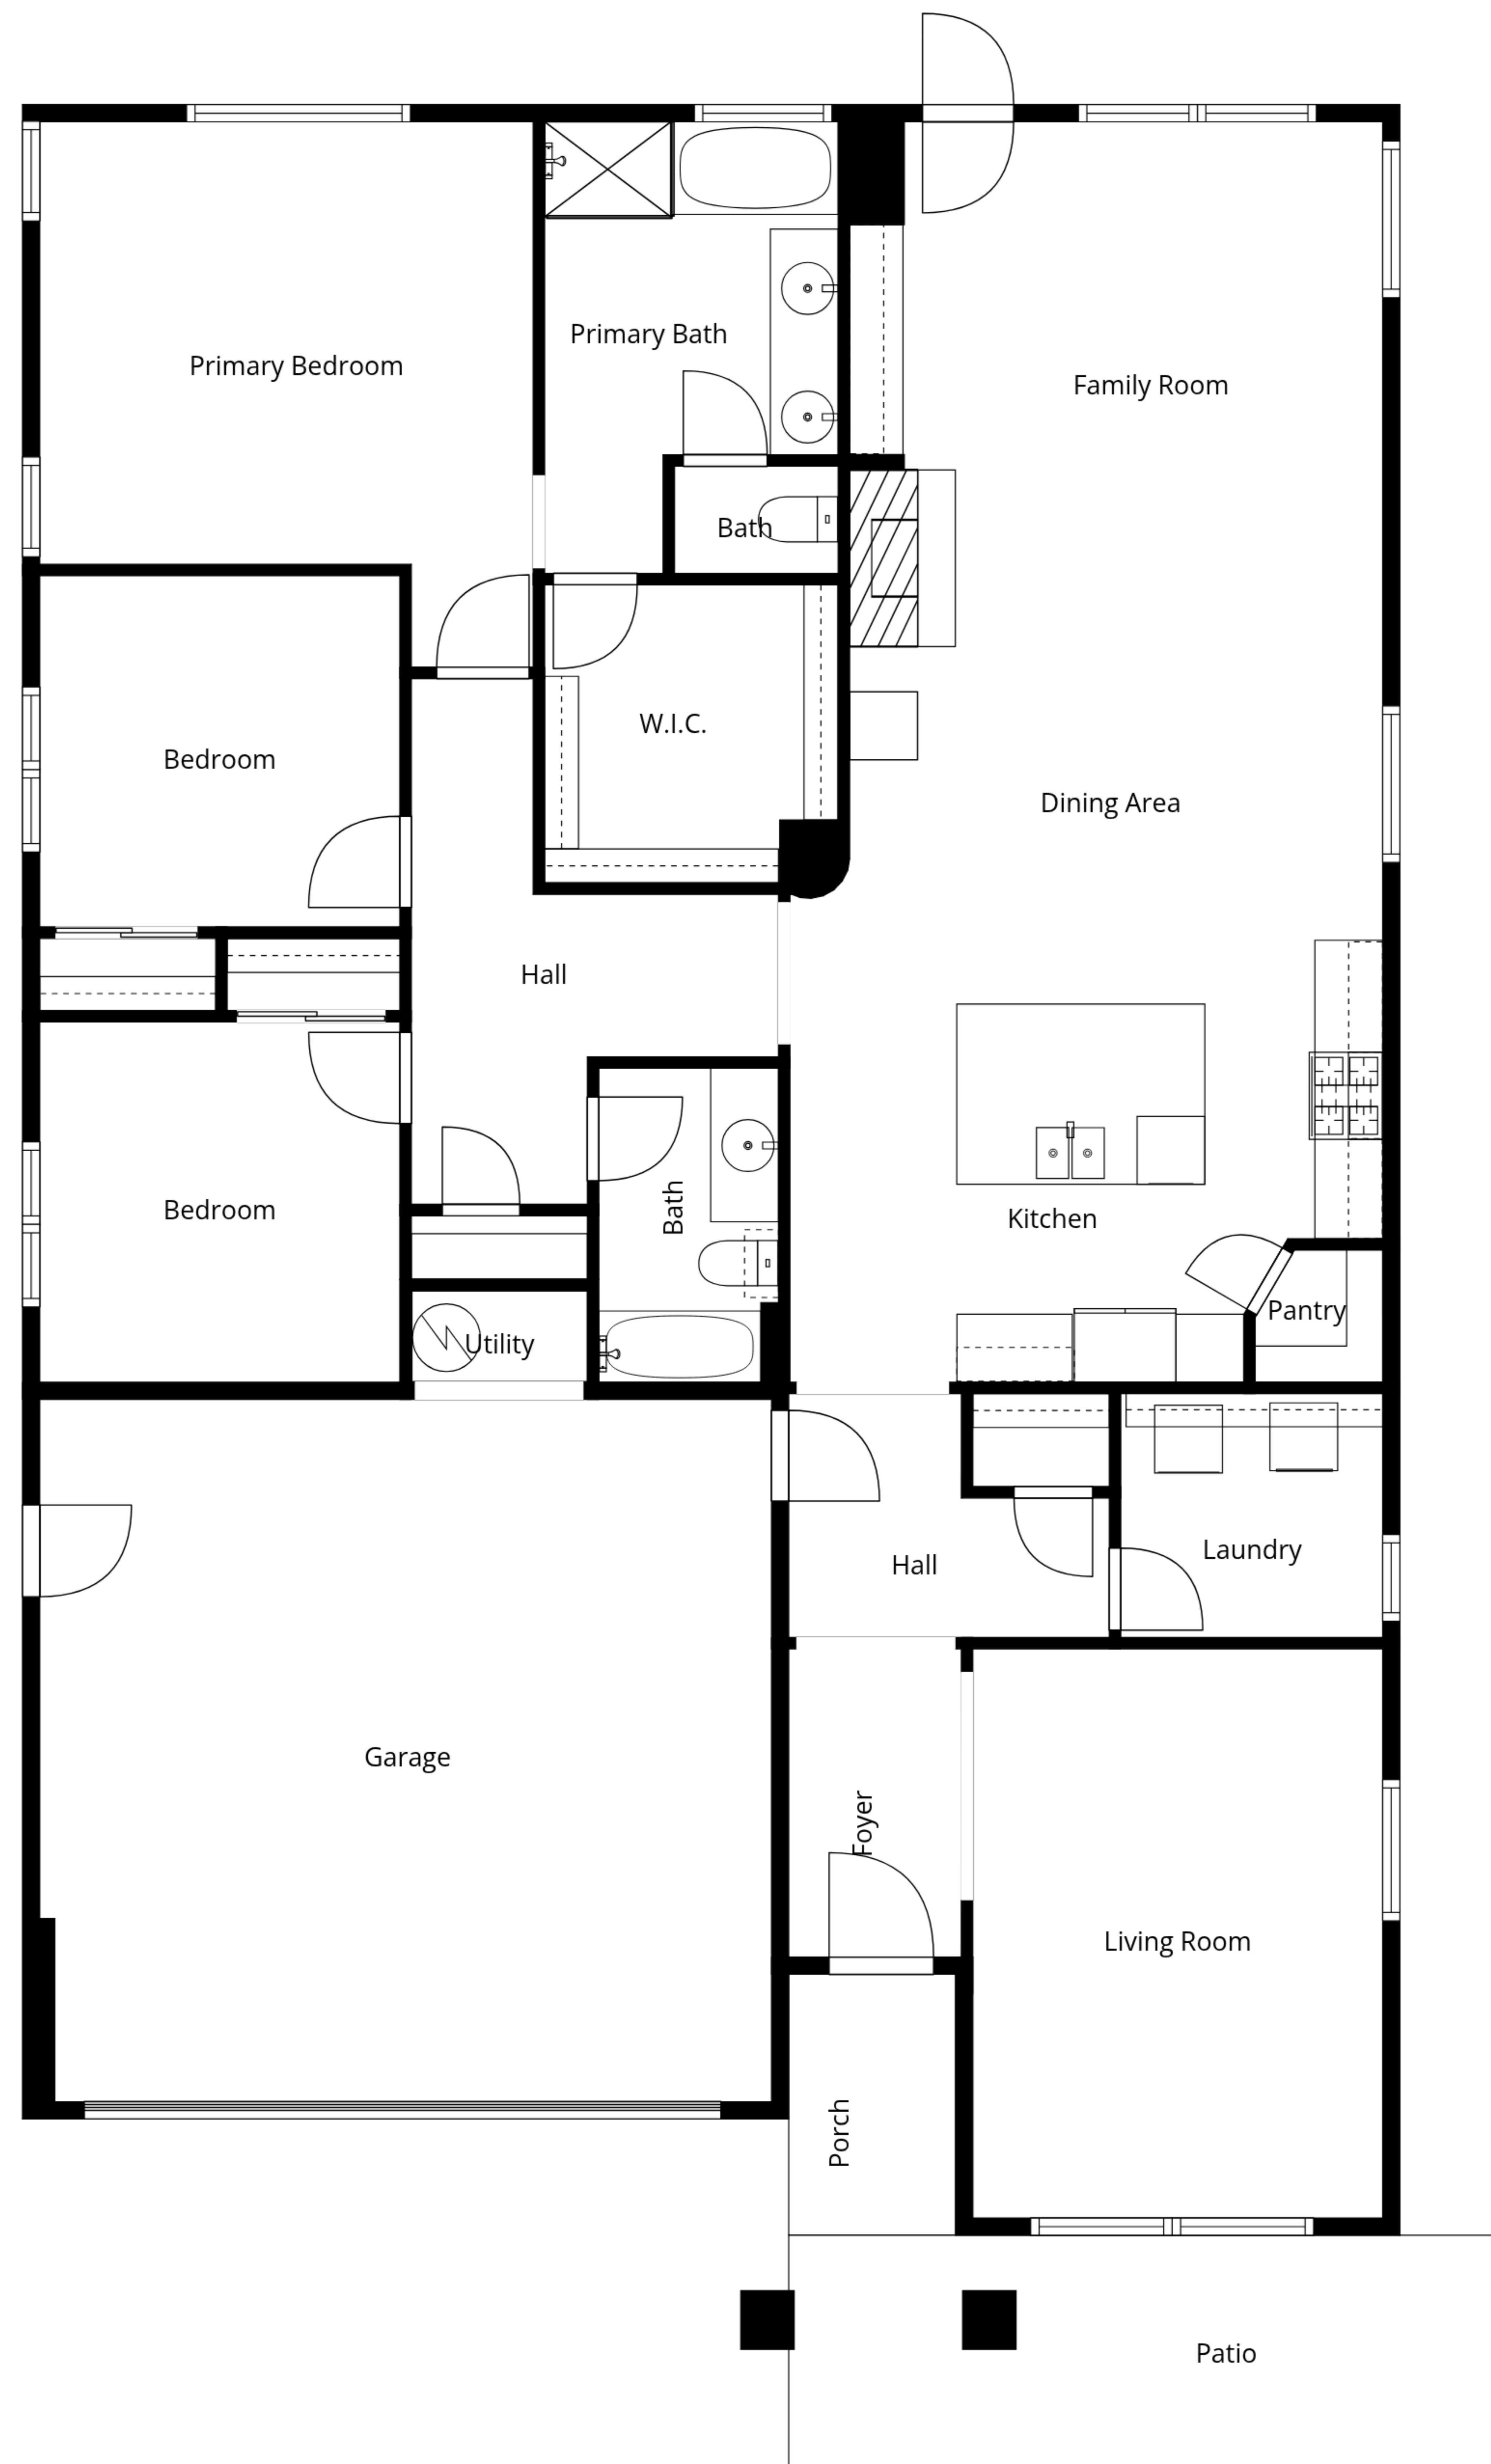 Primary Bath
Primary Bedroom
Family Room
Bath
W.I.C.
Bedroom
Dining Area
Hall
Bath
Bedroom
Kitchen
Pantry
Utility
Laundry
Hall
Garage
Foyer
Living Room
Porch
Patio